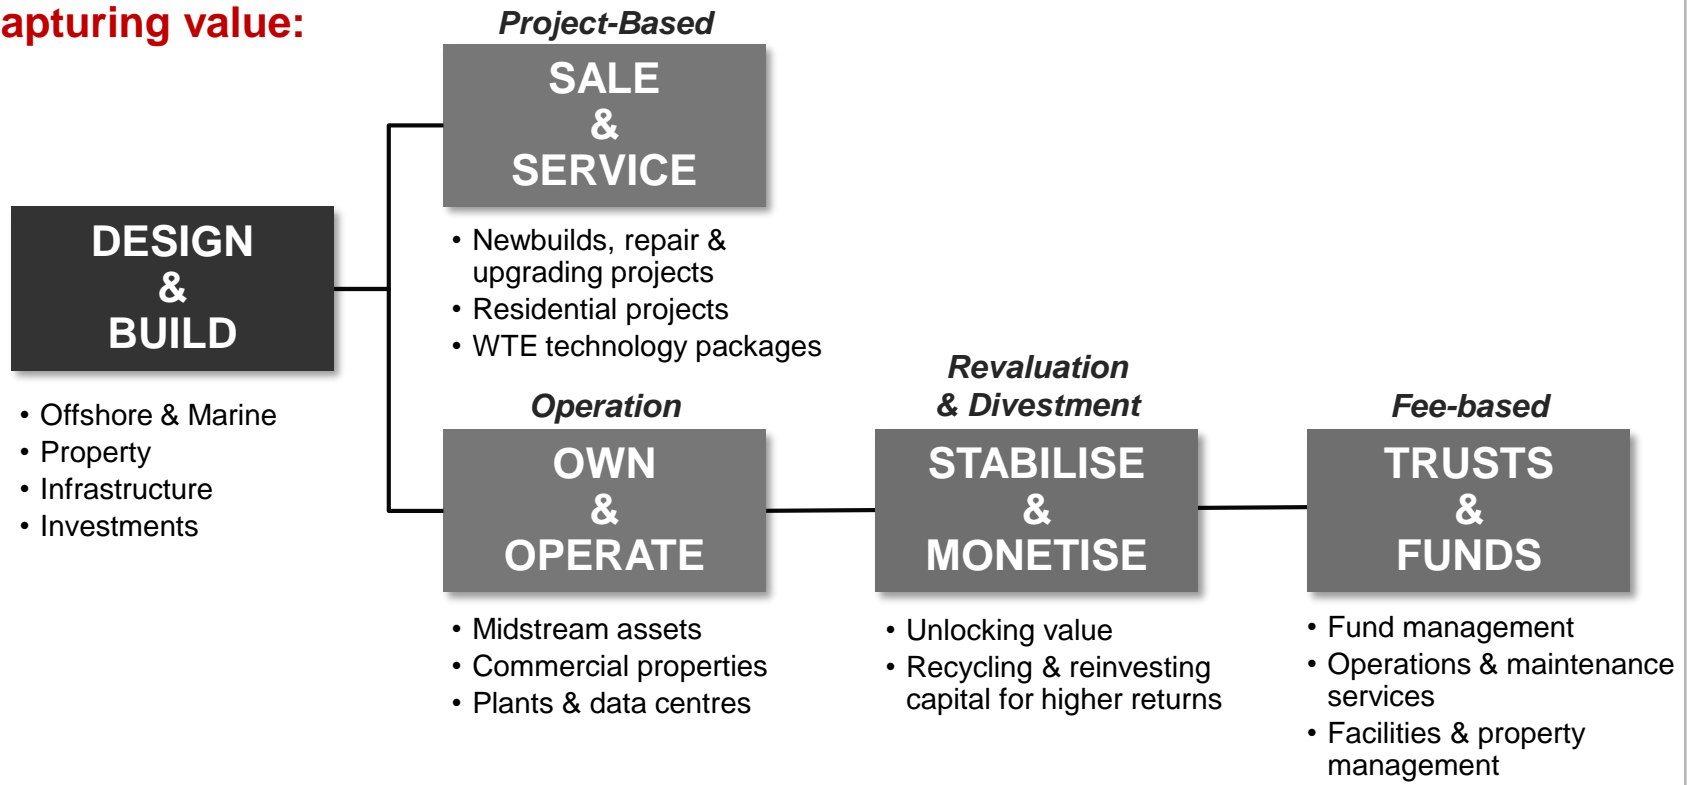 apturing value:
Project-Based
SALE
&
SERVICE
• Newbuilds, repair &
upgrading projects
• Residential projects
• WTE technology packages
DESIGN
&
BUILD
• Offshore & Marine
• Property
• Infrastructure
• Investments
Operation
OWN
&
OPERATE
• Midstream assets
• Commercial properties
• Plants & data centres
Revaluation
& Divestment
STABILISE
&
MONETISE
• Unlocking value
• Recycling & reinvesting
capital for higher returns
Fee-based
TRUSTS
&
FUNDS
• Fund management
• Operations & maintenance
services
• Facilities & property
management